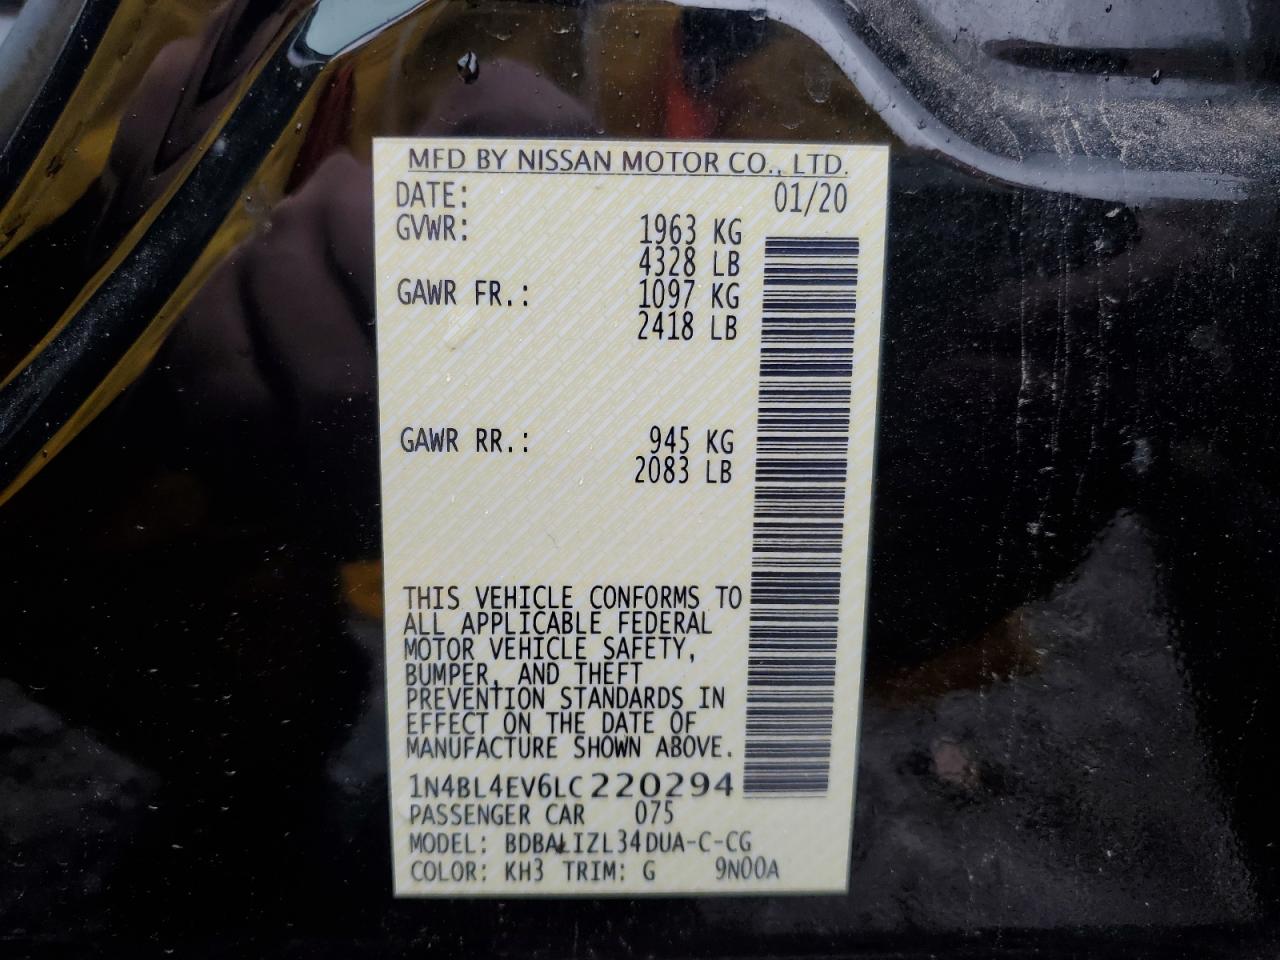 MFD BY NISSAN MOTOR CO., LTD.
DATE: 01/20
GVWR: 1963 KG
4328 LB
GAWR FR.: 1097 KG
2418 LB
GAWR RR.: 945 KG
2083 LB
THIS VEHICLE CONFORMS TO
ALL APPLICABLE FEDERAL
MOTOR VEHICLE SAFETY,
BUMPER, AND THEFT
PREVENTION STANDARDS IN
EFFECT ON THE DATE OF
MANUFACTURE SHOWN ABOVE.
1N4BL4EV6LC220294
PASSENGER CAR 075
MODEL: BDBALIZL34DUA-C-CG
COLOR: KH3 TRIM: G 9N00A